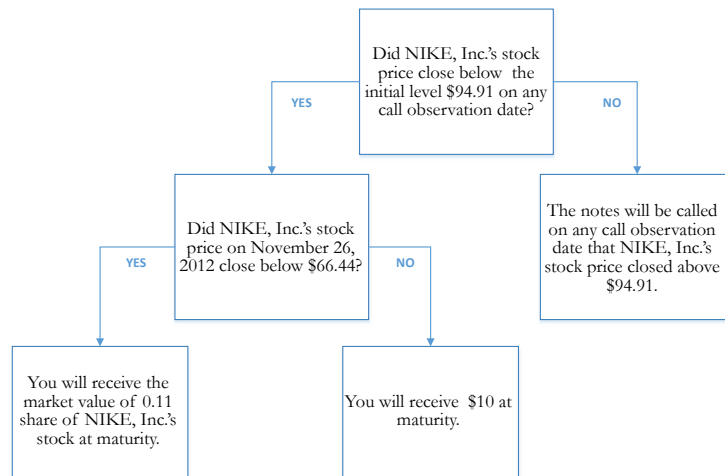 Did NIKE, Inc.'s stock
price close below the
initial level $94.91 on any
call observation date?
YES
NO
Did NIKE, Inc.'s stock
price on November 26,
2012 close below $66.44?
The notes will be called
on any call observation
date that NIKE, Inc.'s
stock price closed above
$94.91.
YES
NO
You will receive the
market value of 0.11
share of NIKE, Inc.'s
stock at maturity.
You will receive $10 at
maturity.